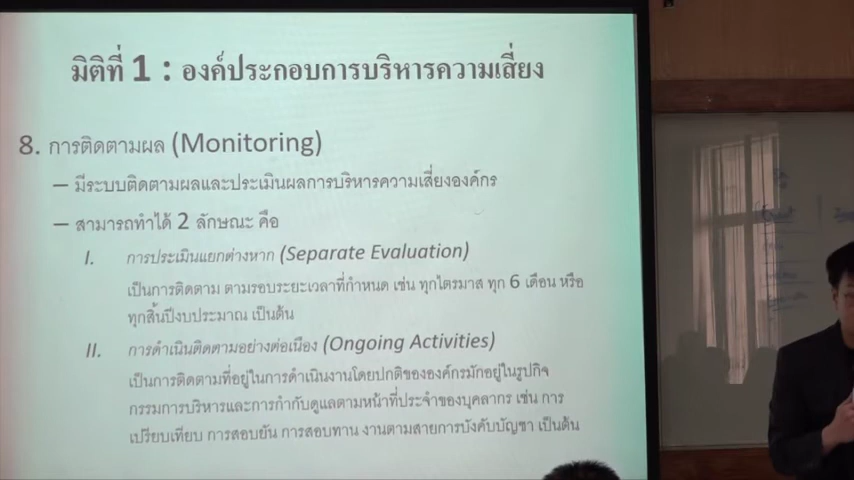 มิติที่ 1 : องค์ประกอบการบริหารความเสี่ยง
8. การติดตามผล (Monitoring)
– มีระบบติดตามผลและประเมินผลการบริหารความเสี่ยงองค์กร
– สามารถทำได้ 2 ลักษณะ คือ
I. การประเมินแยกต่างหาก (Separate Evaluation)
เป็นการติดตาม ตามรอบระยะเวลาที่กำหนด เช่น ทุกไตรมาส ทุก 6 เดือน หรือ
ทุกสิ้นปีงบประมาณ เป็นต้น
II. การดำเนินติดตามอย่างต่อเนื่อง (Ongoing Activities)
เป็นการติดตามที่อยู่ในการดำเนินงานโดยปกติขององค์กรมักอยู่ในรูปกิจ
กรรมการบริหารและการกำกับดูแลตามหน้าที่ประจำของบุคลากร เช่น การ
เปรียบเทียบ การสอบยัน การสอบทาน งานตามสายการบังคับบัญชา เป็นต้น